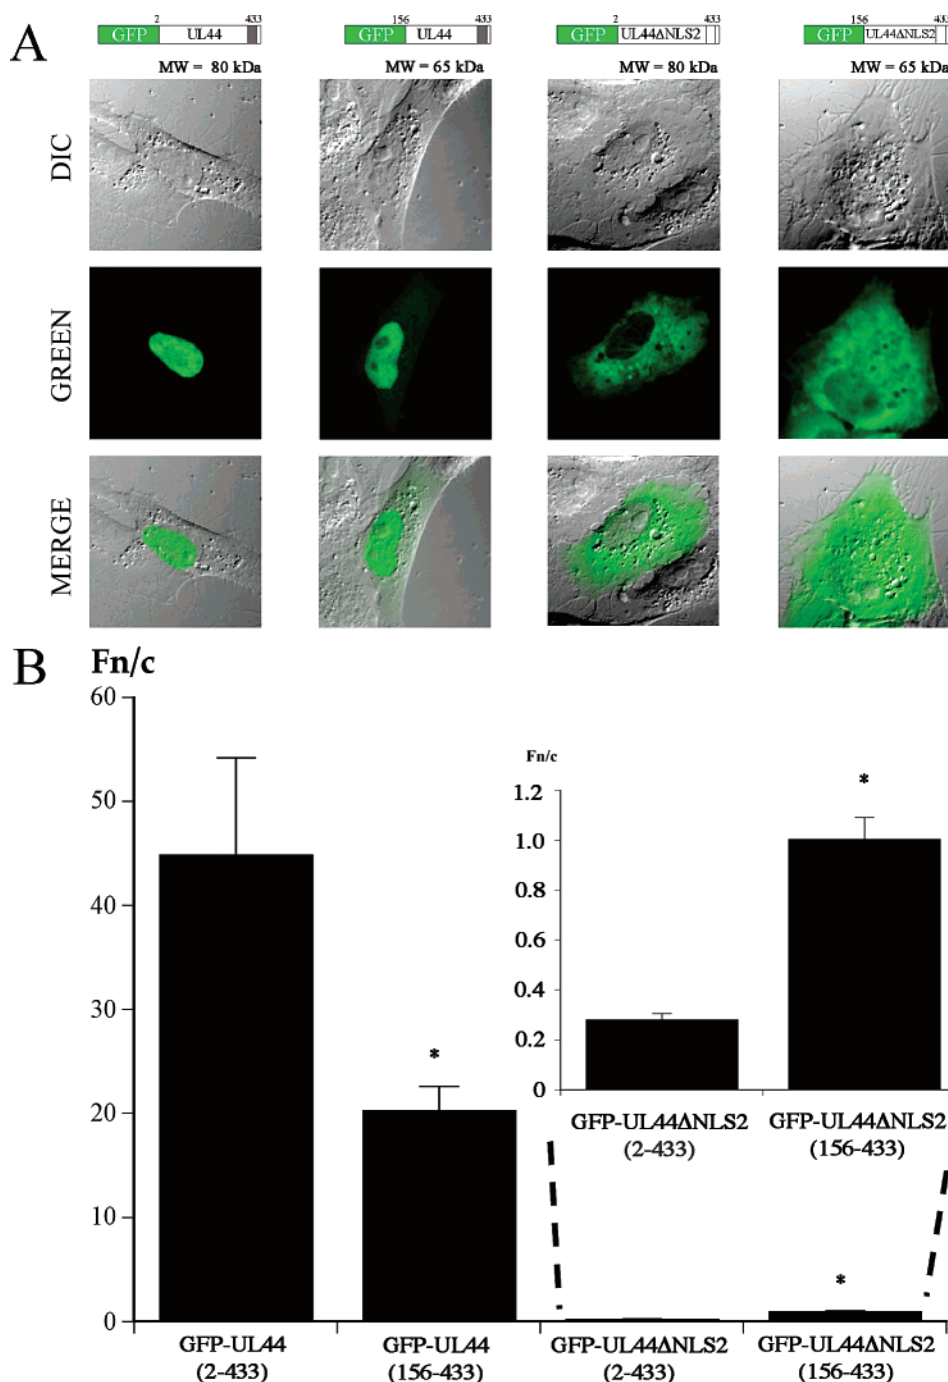 A
2 433
GFP UL44
MW = 80 kDa
156 433
GFP UL44
MW = 65 kDa
2 433
GFP UL44ΔNLS2
MW = 80 kDa
156 433
GFP UL44ΔNLS2
MW = 65 kDa
DIC
GREEN
MERGE
B
Fn/c
60
50
40
30
20
10
0
*
*
GFP-UL44
(2-433)
GFP-UL44
(156-433)
GFP-UL44ΔNLS2
(2-433)
GFP-UL44ΔNLS2
(156-433)
Fn/c
1.2
1.0
0.8
0.6
0.4
0.2
0
*
GFP-UL44ΔNLS2
(2-433)
GFP-UL44ΔNLS2
(156-433)